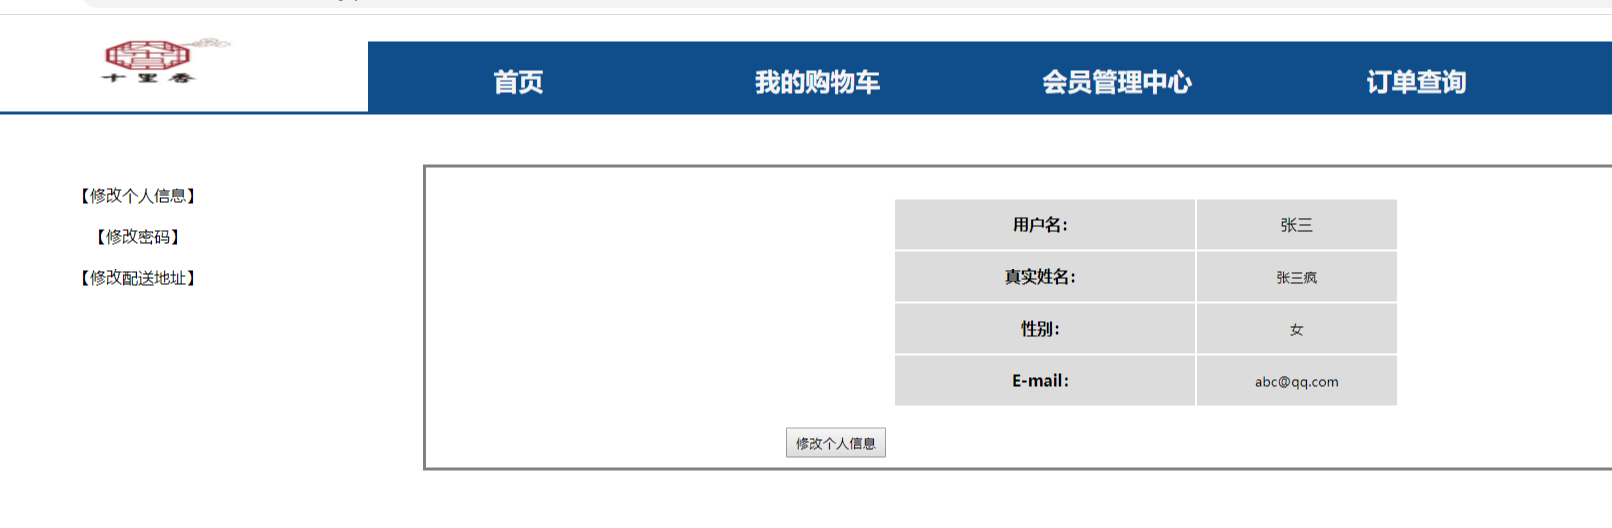 十里香
首页 我的购物车 会员管理中心 订单查询
【修改个人信息】
【修改密码】
【修改配送地址】
用户名： 张三
真实姓名： 张三疯
性别： 女
E-mail： abc@qq.com
修改个人信息